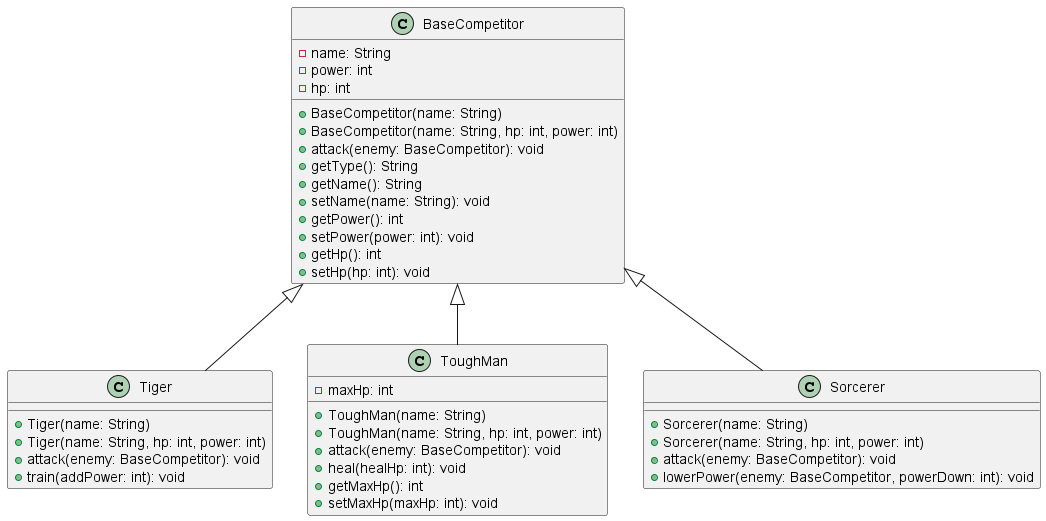 C BaseCompetitor
name: String
power: int
hp: int
BaseCompetitor(name: String)
BaseCompetitor(name: String, hp: int, power: int)
attack(enemy: BaseCompetitor): void
getType(): String
getName(): String
setName(name: String): void
getPower(): int
setPower(power: int): void
getHp(): int
setHp(hp: int): void
C Tiger
Tiger(name: String)
Tiger(name: String, hp: int, power: int)
attack(enemy: BaseCompetitor): void
train(addPower: int): void
C ToughMan
maxHp: int
ToughMan(name: String)
ToughMan(name: String, hp: int, power: int)
attack(enemy: BaseCompetitor): void
heal(healHp: int): void
getMaxHp(): int
setMaxHp(maxHp: int): void
C Sorcerer
Sorcerer(name: String)
Sorcerer(name: String, hp: int, power: int)
attack(enemy: BaseCompetitor): void
lowerPower(enemy: BaseCompetitor, powerDown: int): void